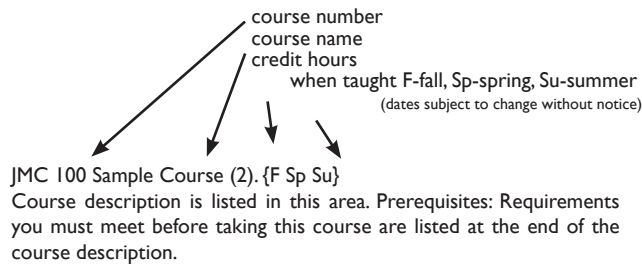 course number
course name
credit hours
when taught F-fall, Sp-spring, Su-summer
(dates subject to change without notice)
JMC 100 Sample Course (2). {F Sp Su}
Course description is listed in this area. Prerequisites: Requirements
you must meet before taking this course are listed at the end of the
course description.